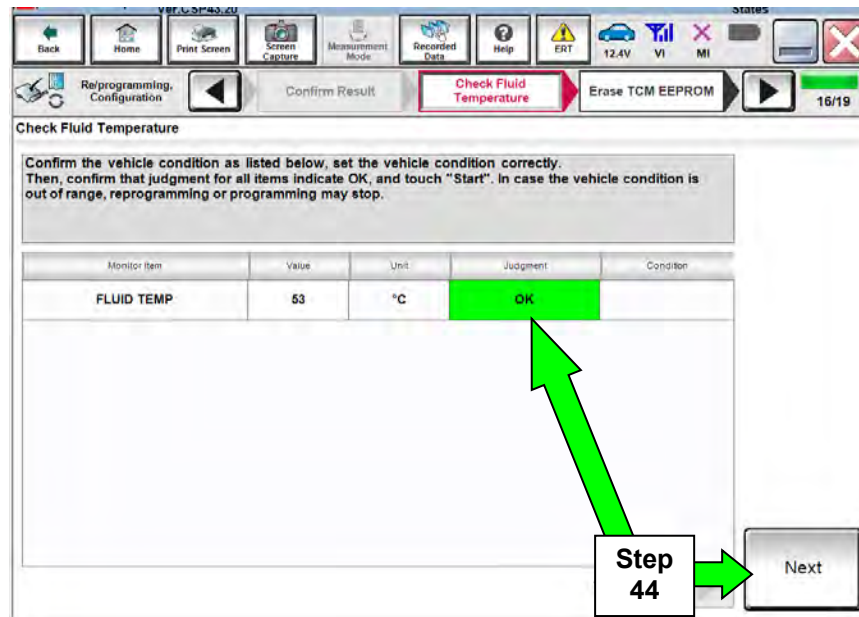 Ver.CSP43.20
States
Back
Home
Print Screen
Screen
Capture
Measurement
Mode
Recorded
Data
Help
ERT
12.4V
VI
MI
Re/programming,
Configuration
Confirm Result
Check Fluid
Temperature
Erase TCM EEPROM
16/19
Check Fluid Temperature
Confirm the vehicle condition as listed below, set the vehicle condition correctly.
Then, confirm that judgment for all items indicate OK, and touch "Start". In case the vehicle condition is
out of range, reprogramming or programming may stop.
Monitor Item Value Unit Judgment Condition
FLUID TEMP 53 °C OK
Step
44
Next